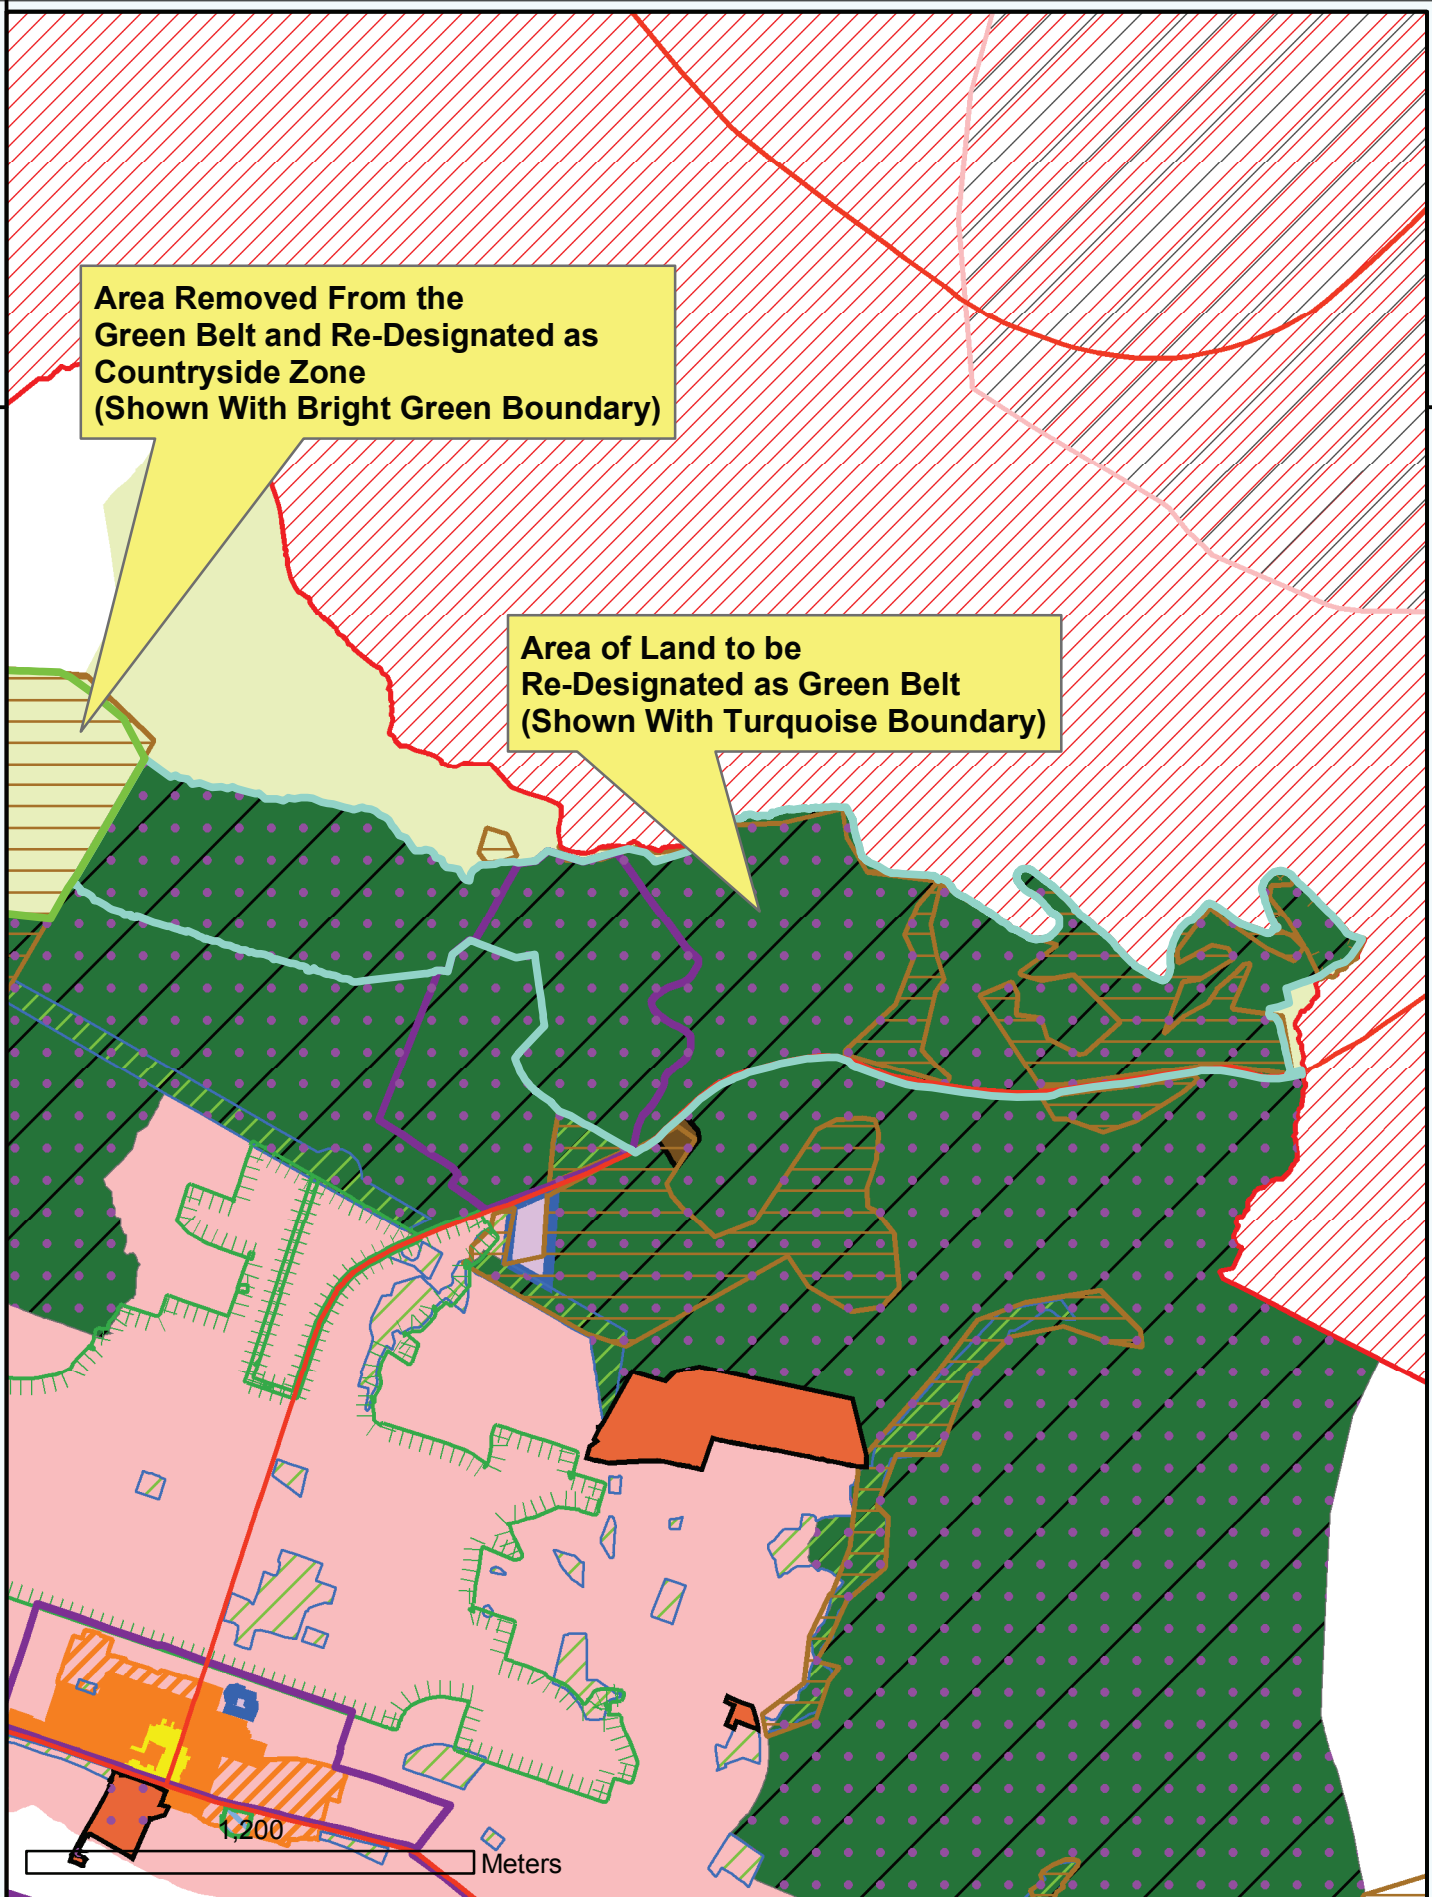 Area Removed From the
Green Belt and Re-Designated as
Countryside Zone
(Shown With Bright Green Boundary)
Area of Land to be
Re-Designated as Green Belt
(Shown With Turquoise Boundary)
1,200
Meters